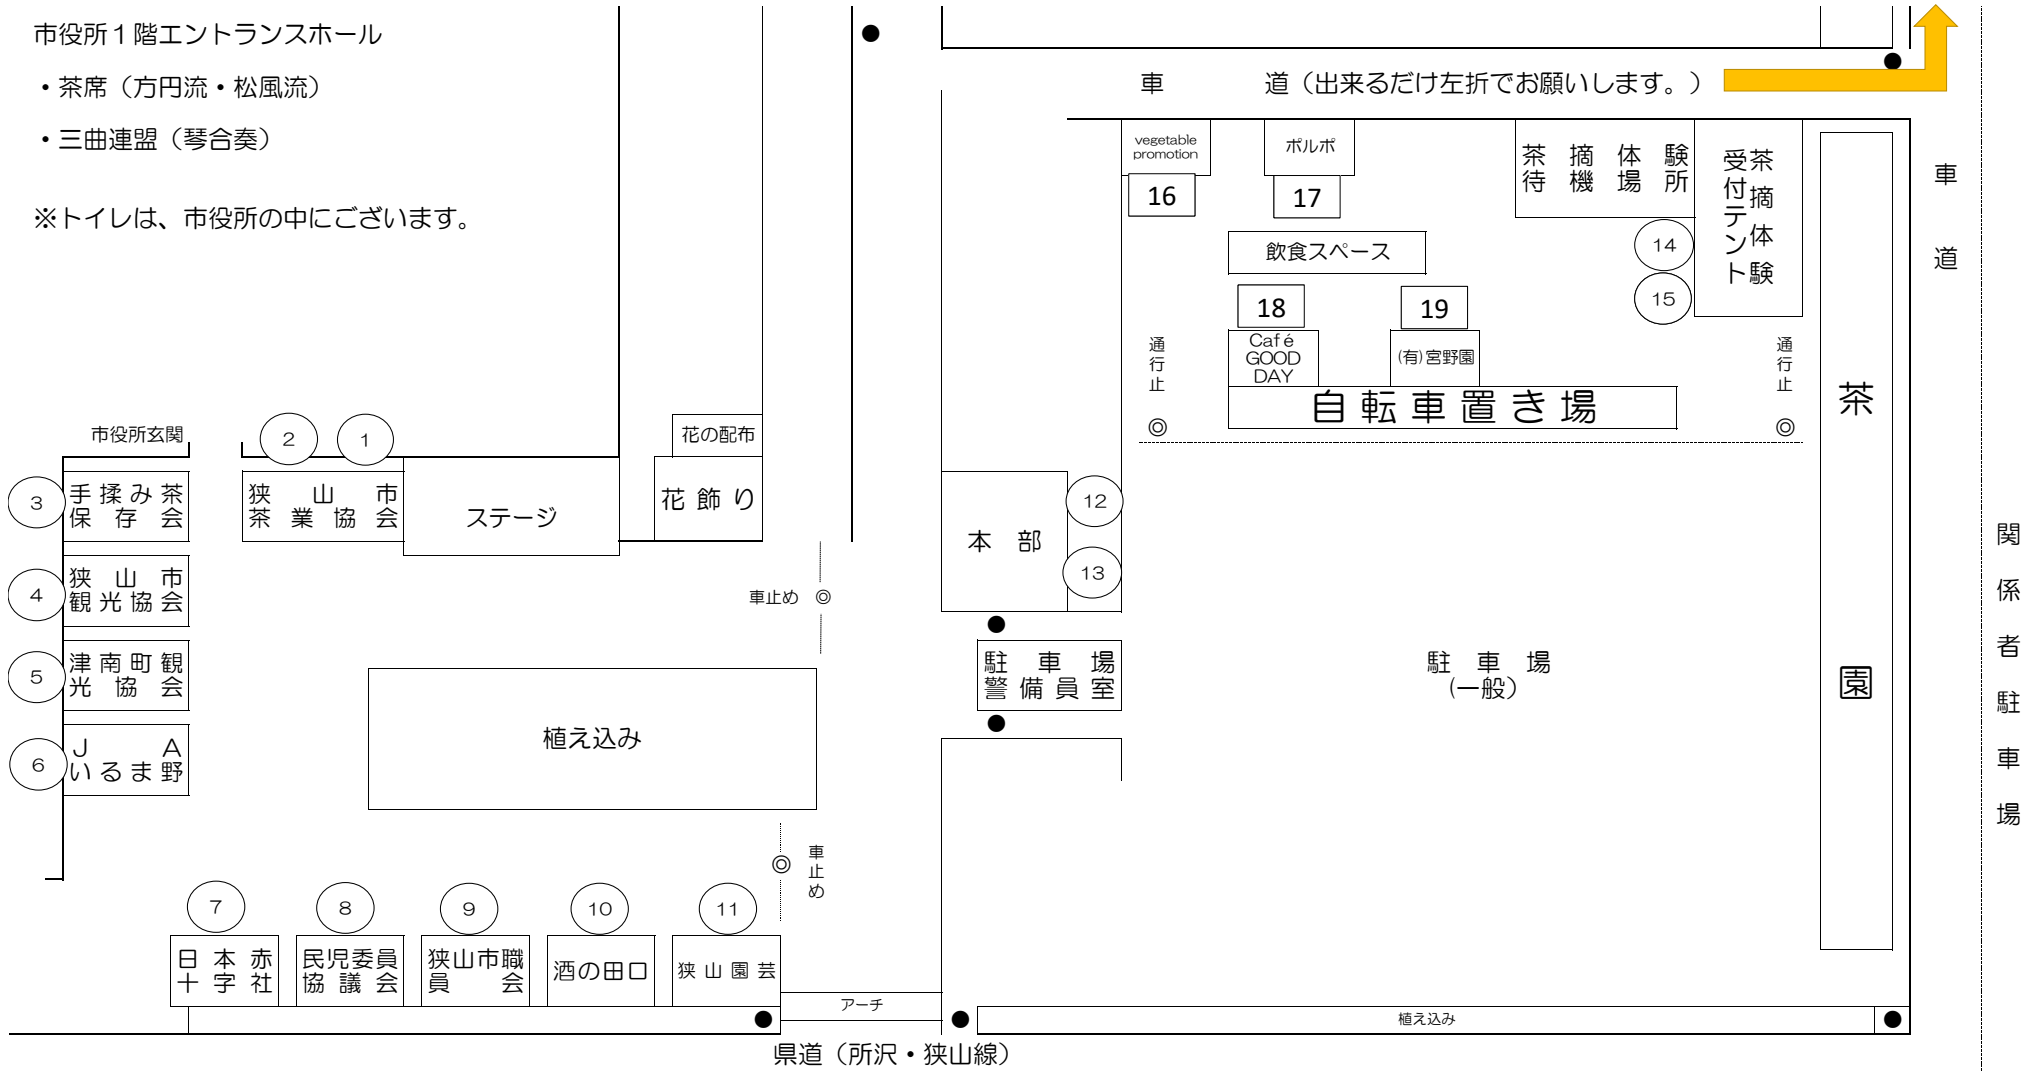 市役所１階エントランスホール
・茶席（方円流・松風流）
・三曲連盟（琴合奏）
※トイレは、市役所の中にございます。
車　道（出来るだけ左折でお願いします。）
vegetable
promotion
16
ポルポ
17
茶摘体験
待機場所
茶摘体験
受付テント
14
15
飲食スペース
18
19
Café
GOOD
DAY
(有)宮野園
自転車置き場
通行止
◎
通行止
◎
車道
茶園
関係者駐車場
市役所玄関
2
1
狭山市
茶業協会
ステージ
花の配布
花飾り
3
手揉み茶
保存会
4
狭山市
観光協会
5
津南町観
光協会
6
ＪＡ
いるま野
車止め　◎
植え込み
◎　車止め
本部
12
13
駐車場
警備員室
駐車場
（一般）
7
日本赤
十字社
8
民児委員
協議会
9
狭山市職
員会
10
酒の田口
11
狭山園芸
アーチ
植え込み
県道（所沢・狭山線）